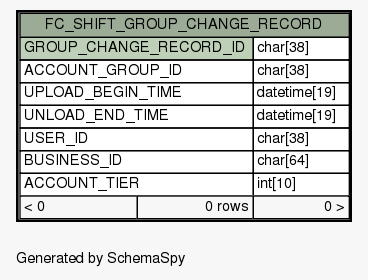 FC_SHIFT_GROUP_CHANGE_RECORD
GROUP_CHANGE_RECORD_ID char[38]
ACCOUNT_GROUP_ID char[38]
UPLOAD_BEGIN_TIME datetime[19]
UNLOAD_END_TIME datetime[19]
USER_ID char[38]
BUSINESS_ID char[64]
ACCOUNT_TIER int[10]
< 0 0 rows 0 >
Generated by SchemaSpy